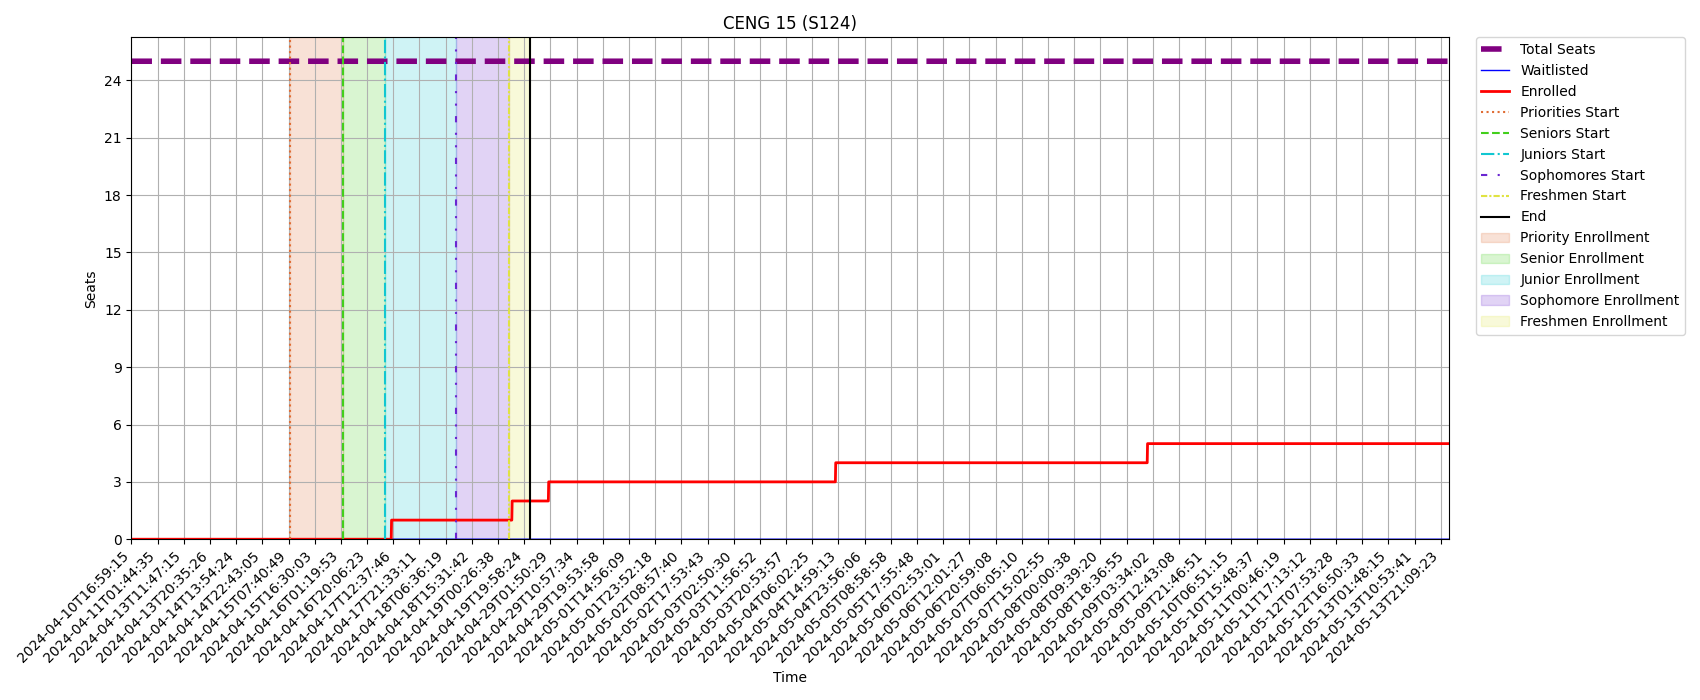 CENG 15 (S124)
Total Seats
Waitlisted
Enrolled
Priorities Start
Seniors Start
Juniors Start
Sophomores Start
Freshmen Start
End
Priority Enrollment
Senior Enrollment
Junior Enrollment
Sophomore Enrollment
Freshmen Enrollment
Seats
24
21
18
15
12
9
6
3
0
2024-04-10T16:59:15
2024-04-11T01:44:35
2024-04-13T11:47:15
2024-04-13T20:35:26
2024-04-14T13:54:24
2024-04-14T22:43:05
2024-04-15T07:40:49
2024-04-15T16:30:03
2024-04-16T01:19:53
2024-04-16T20:06:23
2024-04-17T12:37:46
2024-04-17T21:33:11
2024-04-18T06:36:19
2024-04-18T15:31:42
2024-04-19T00:26:38
2024-04-19T19:58:24
2024-04-29T01:50:29
2024-04-29T10:57:34
2024-04-29T19:53:58
2024-05-01T14:56:09
2024-05-01T23:52:18
2024-05-02T08:57:40
2024-05-02T17:53:43
2024-05-03T02:50:30
2024-05-03T11:56:52
2024-05-03T20:53:57
2024-05-04T06:02:25
2024-05-04T14:59:13
2024-05-04T23:56:06
2024-05-05T08:58:58
2024-05-05T17:55:48
2024-05-06T02:53:01
2024-05-06T12:01:27
2024-05-06T20:59:08
2024-05-07T06:05:10
2024-05-07T15:02:55
2024-05-08T00:00:38
2024-05-08T09:39:20
2024-05-08T18:36:55
2024-05-09T03:34:02
2024-05-09T12:43:08
2024-05-09T21:46:51
2024-05-10T06:51:15
2024-05-10T15:48:37
2024-05-11T00:46:19
2024-05-11T17:13:12
2024-05-12T07:53:28
2024-05-12T16:50:33
2024-05-13T01:48:15
2024-05-13T10:53:41
2024-05-13T21:09:23
Time